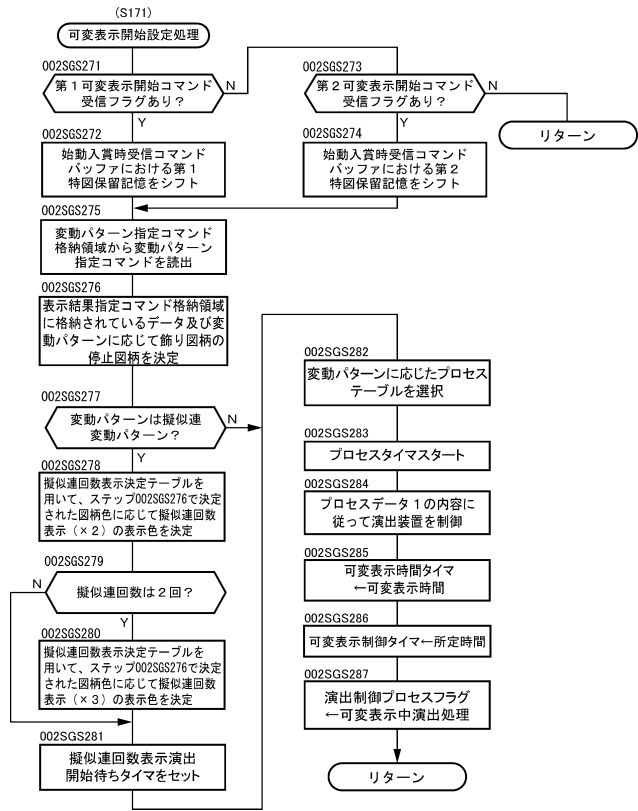 (S171)
可変表示開始設定処理
002SGS271
第1可変表示開始コマンド
受信フラグあり?
N
Y
002SGS273
第2可変表示開始コマンド
受信フラグあり?
N
Y
リターン
002SGS272
始動入賞時受信コマンド
バッファにおける第1
特図保留記憶をシフト
002SGS274
始動入賞時受信コマンド
バッファにおける第2
特図保留記憶をシフト
002SGS275
変動パターン指定コマンド
格納領域から変動パターン
指定コマンドを読出
002SGS276
表示結果指定コマンド格納領域
に格納されているデータ及び変
動パターンに応じて飾り図柄の
停止図柄を決定
002SGS277
変動パターンは擬似連
変動パターン?
N
Y
002SGS278
擬似連回数表示決定テーブルを
用いて、ステップ002SGS276で決定
された図柄色に応じて擬似連回数
表示(×2)の表示色を決定
002SGS279
擬似連回数は2回?
N
Y
002SGS280
擬似連回数表示決定テーブルを
用いて、ステップ002SGS276で決定
された図柄色に応じて擬似連回数
表示(×3)の表示色を決定
002SGS281
擬似連回数表示演出
開始待ちタイマをセット
002SGS282
変動パターンに応じたプロセス
テーブルを選択
002SGS283
プロセスタイマスタート
002SGS284
プロセスデータ1の内容に
従って演出装置を制御
002SGS285
可変表示時間タイマ
←可変表示時間
002SGS286
可変表示制御タイマ←所定時間
002SGS287
演出制御プロセスフラグ
←可変表示中演出処理
リターン